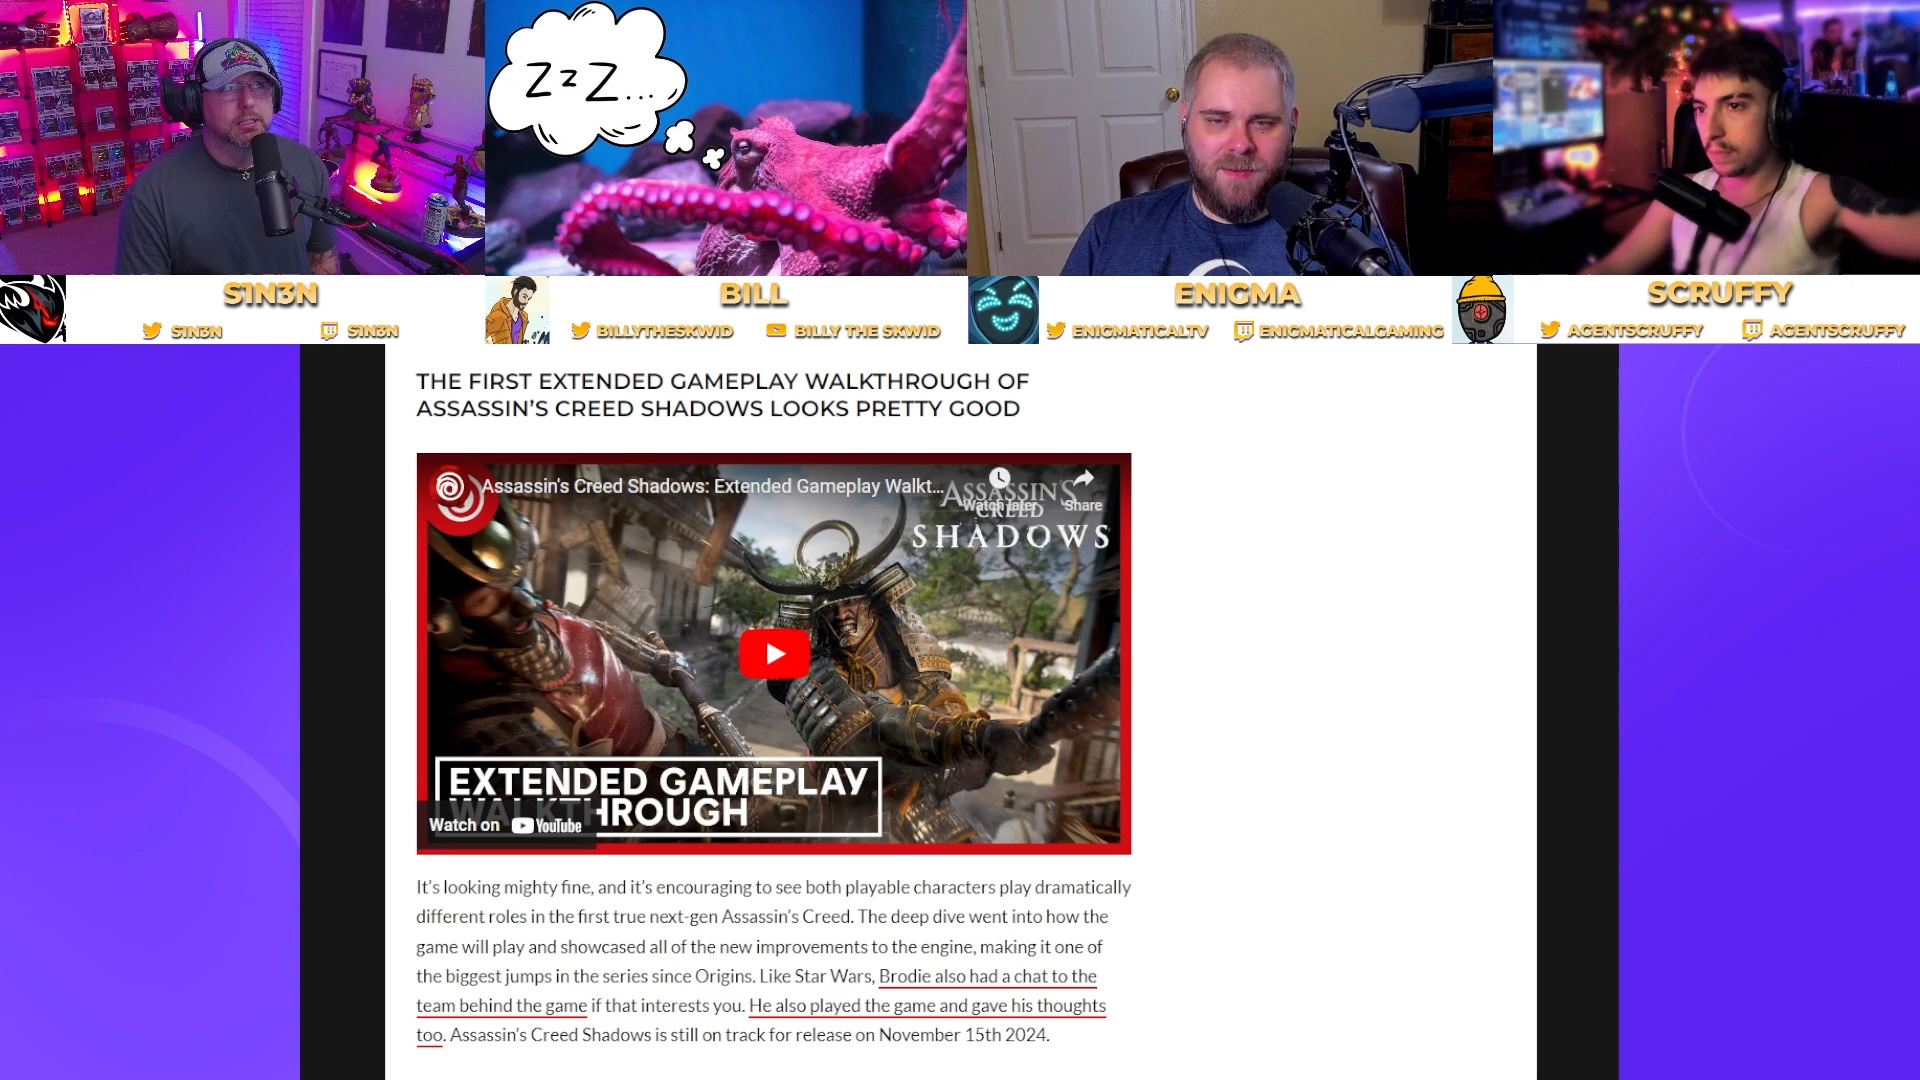 ZzZ...
S1N3N
S1N3N
S1N3N
BILL
BILLYTHESKWID
BILLY THE SKWID
ENIGMA
ENIGMATICALTV
ENIGMATICALGAMING
SCRUFFY
AGENTSCRUFFY
AGENTSCRUFFY
THE FIRST EXTENDED GAMEPLAY WALKTHROUGH OF
ASSASSIN’S CREED SHADOWS LOOKS PRETTY GOOD
Assassin's Creed Shadows: Extended Gameplay Walkt...
Watch later
Share
ASSASSIN'S
CREED
SHADOWS
EXTENDED GAMEPLAY
WALKTHROUGH
Watch on YouTube
It’s looking mighty fine, and it’s encouraging to see both playable characters play dramatically
different roles in the first true next-gen Assassin’s Creed. The deep dive went into how the
game will play and showcased all of the new improvements to the engine, making it one of
the biggest jumps in the series since Origins. Like Star Wars, Brodie also had a chat to the
team behind the game if that interests you. He also played the game and gave his thoughts
too. Assassin’s Creed Shadows is still on track for release on November 15th 2024.